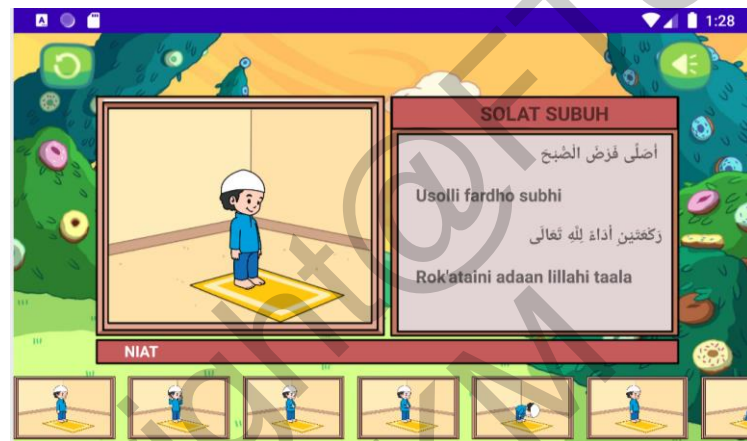 1:28
SOLAT SUBUH
أُصَلِّى فَرْضَ الصُّبْحَ
Usolli fardho subhi
رَكْعَتَيْنِ أَدَاءً لِلَّهِ تَعَالَى
Rok'ataini adaan lillahi taala
NIAT